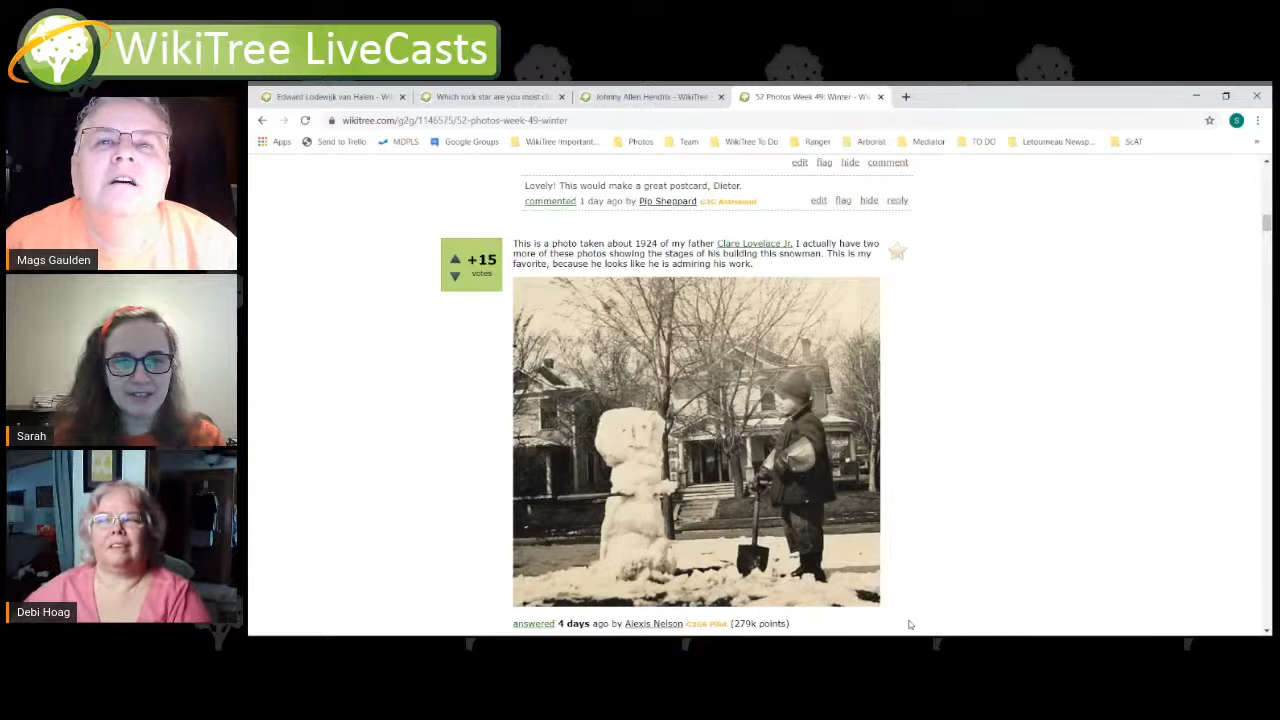 WikiTree LiveCasts
Mags Gaulden
Sarah
Debi Hoag
Edward Lodewijk van Halen - Wi
Which rock star are you most cl
Johnny Allen Hendrix - WikiTree
52 Photos Week 49: Winter - Wi
wikitree.com/g2g/1146575/52-photos-week-49-winter
Apps Send to Trello MDPLS Google Groups WikiTree Important... Photos Team WikiTree To Do Ranger Arborist Mediator TO DO Letourneau Newsp... ScAT »
edit flag hide comment
Lovely! This would make a great postcard, Dieter.
commented 1 day ago by Pip Sheppard G2G Astronaut
edit flag hide reply
+15
votes
This is a photo taken about 1924 of my father Clare Lovelace Jr. I actually have two
more of these photos showing the stages of his building this snowman. This is my
favorite, because he looks like he is admiring his work.
answered 4 days ago by Alexis Nelson G2G6 Pilot (279k points)